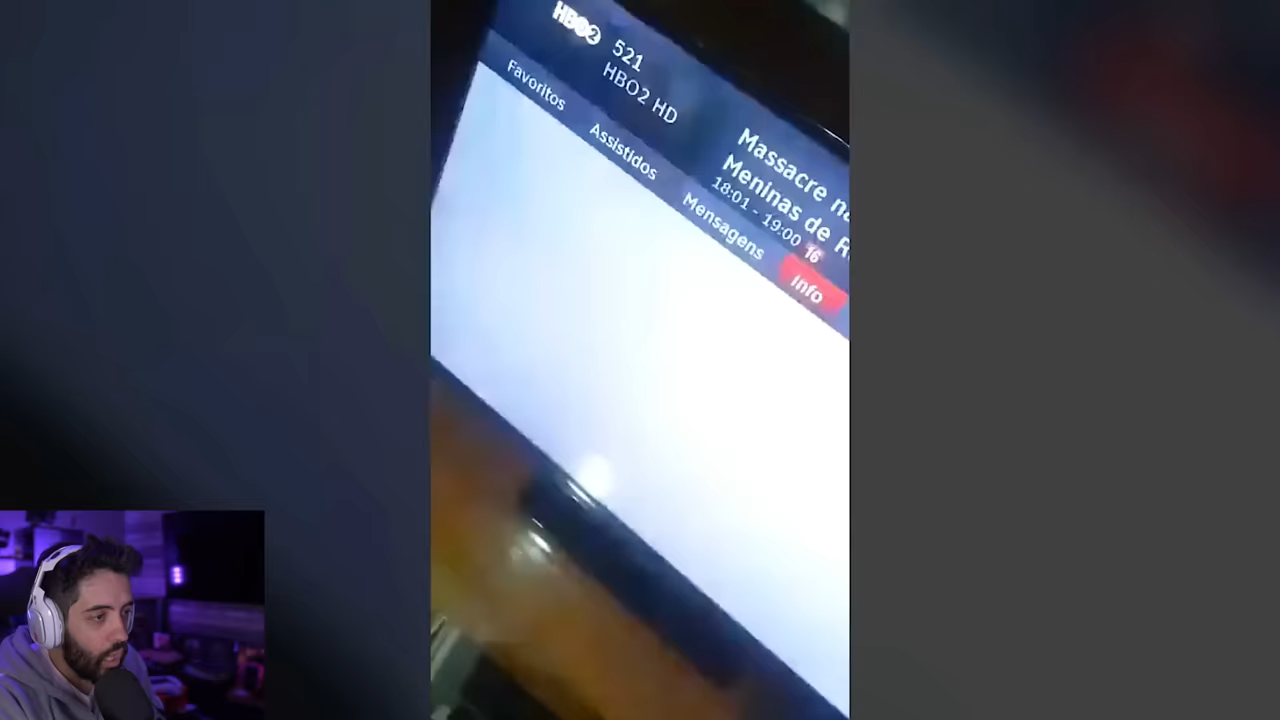 HBO2
521
HBO2 HD
Favoritos
Assistidos
Mensagens
Info
Massacre
Meninas de
18:01 - 19:00
16